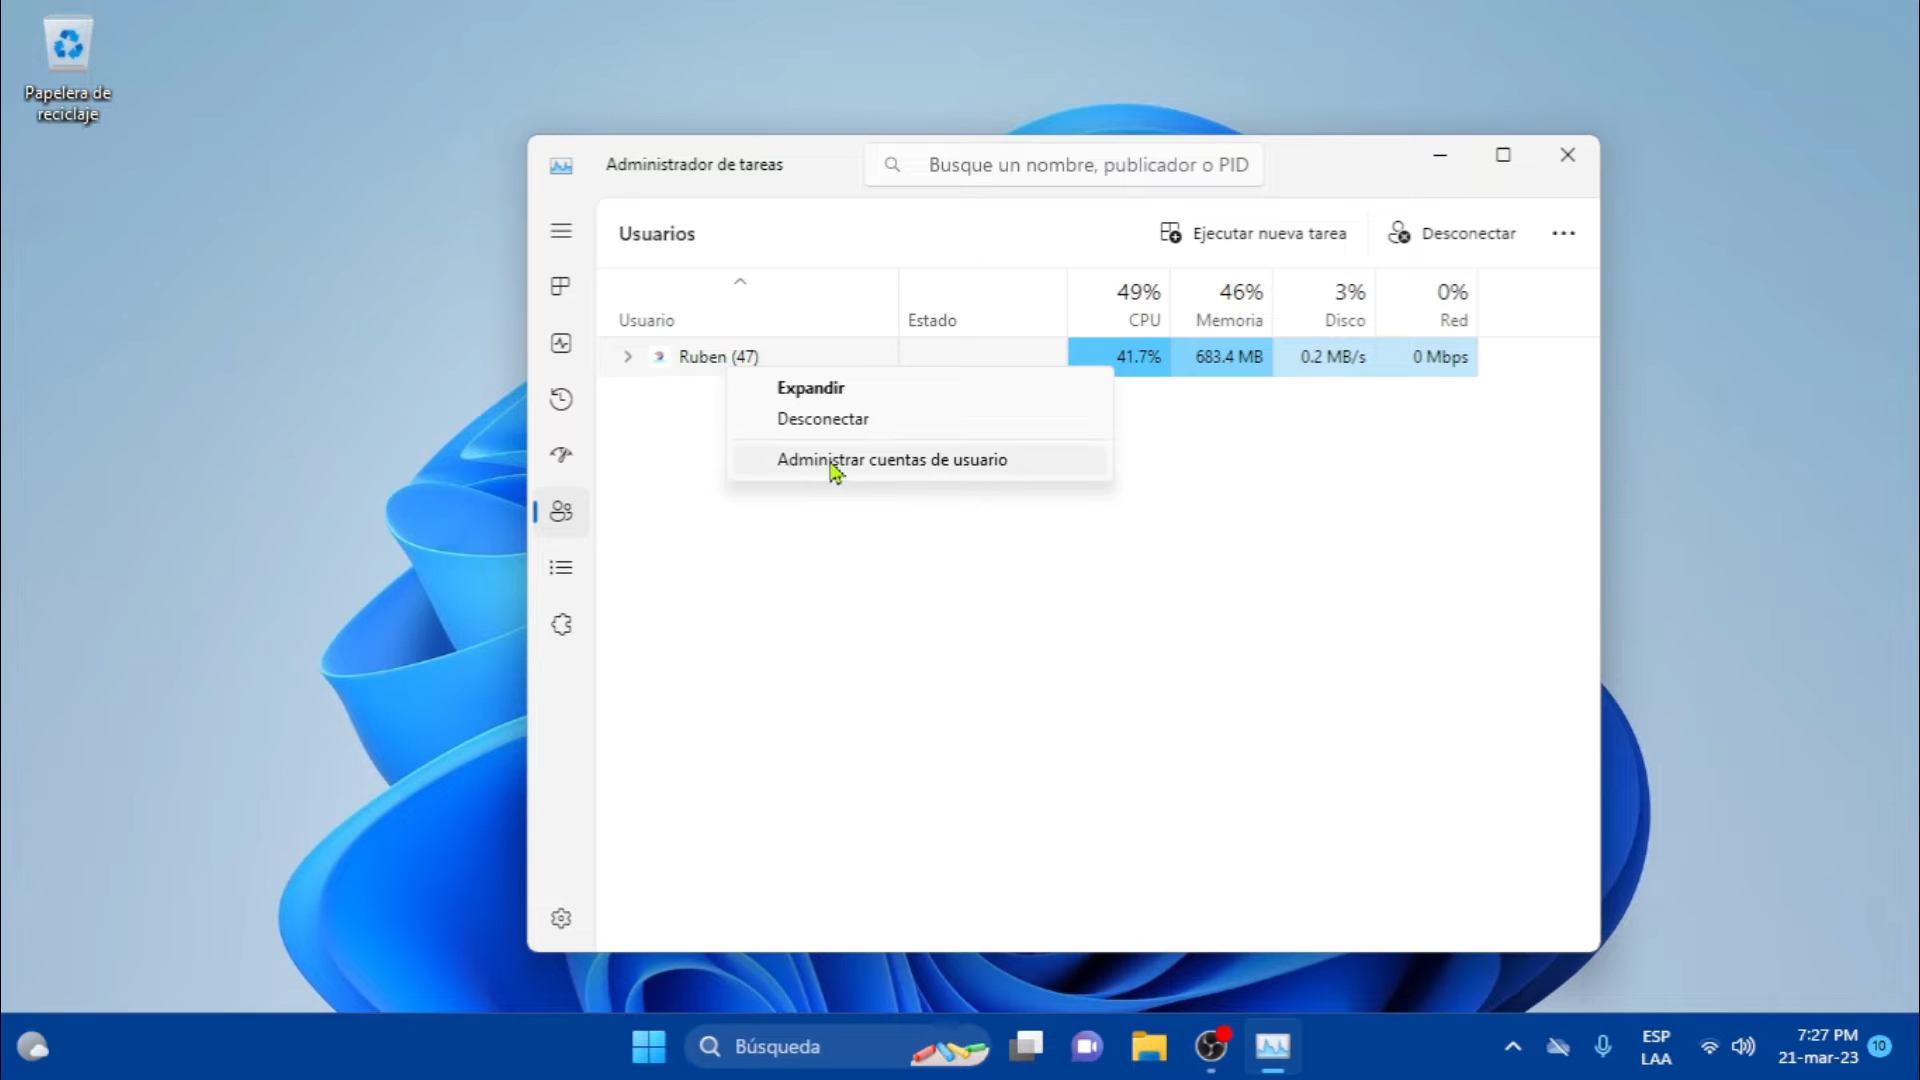 Papelera de
reciclaje
Administrador de tareas
Busque un nombre, publicador o PID
Usuarios
Ejecutar nueva tarea
Desconectar
49%
46%
3%
0%
Usuario
Estado
CPU
Memoria
Disco
Red
Ruben (47)
41.7%
683.4 MB
0.2 MB/s
0 Mbps
Expandir
Desconectar
Administrar cuentas de usuario
Búsqueda
ESP
LAA
7:27 PM
21-mar-23
10